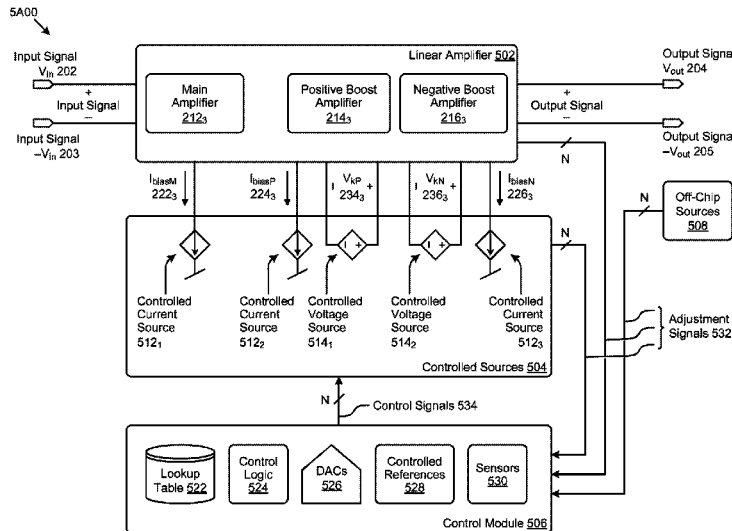 5A00
Input Signal
Vin 202
+
Input Signal
–
Input Signal
–Vin 203
Linear Amplifier 502
Main
Amplifier
212₃
Positive Boost
Amplifier
214₃
Negative Boost
Amplifier
216₃
Output Signal
Vout 204
+
Output Signal
–
Output Signal
–Vout 205
N
IbiasM
222₃
IbiasP
224₃
– VkP +
234₃
– VkN +
236₃
IbiasN
226₃
N
Off-Chip
Sources
508
N
– +
– +
Controlled
Current
Source
512₁
Controlled
Current
Source
512₂
Controlled
Voltage
Source
514₁
Controlled
Voltage
Source
514₂
Controlled
Current
Source
512₃
Controlled Sources 504
Adjustment
Signals 532
N
Control Signals 534
Lookup
Table 522
Control
Logic
524
DACs
526
Controlled
References
528
Sensors
530
Control Module 506